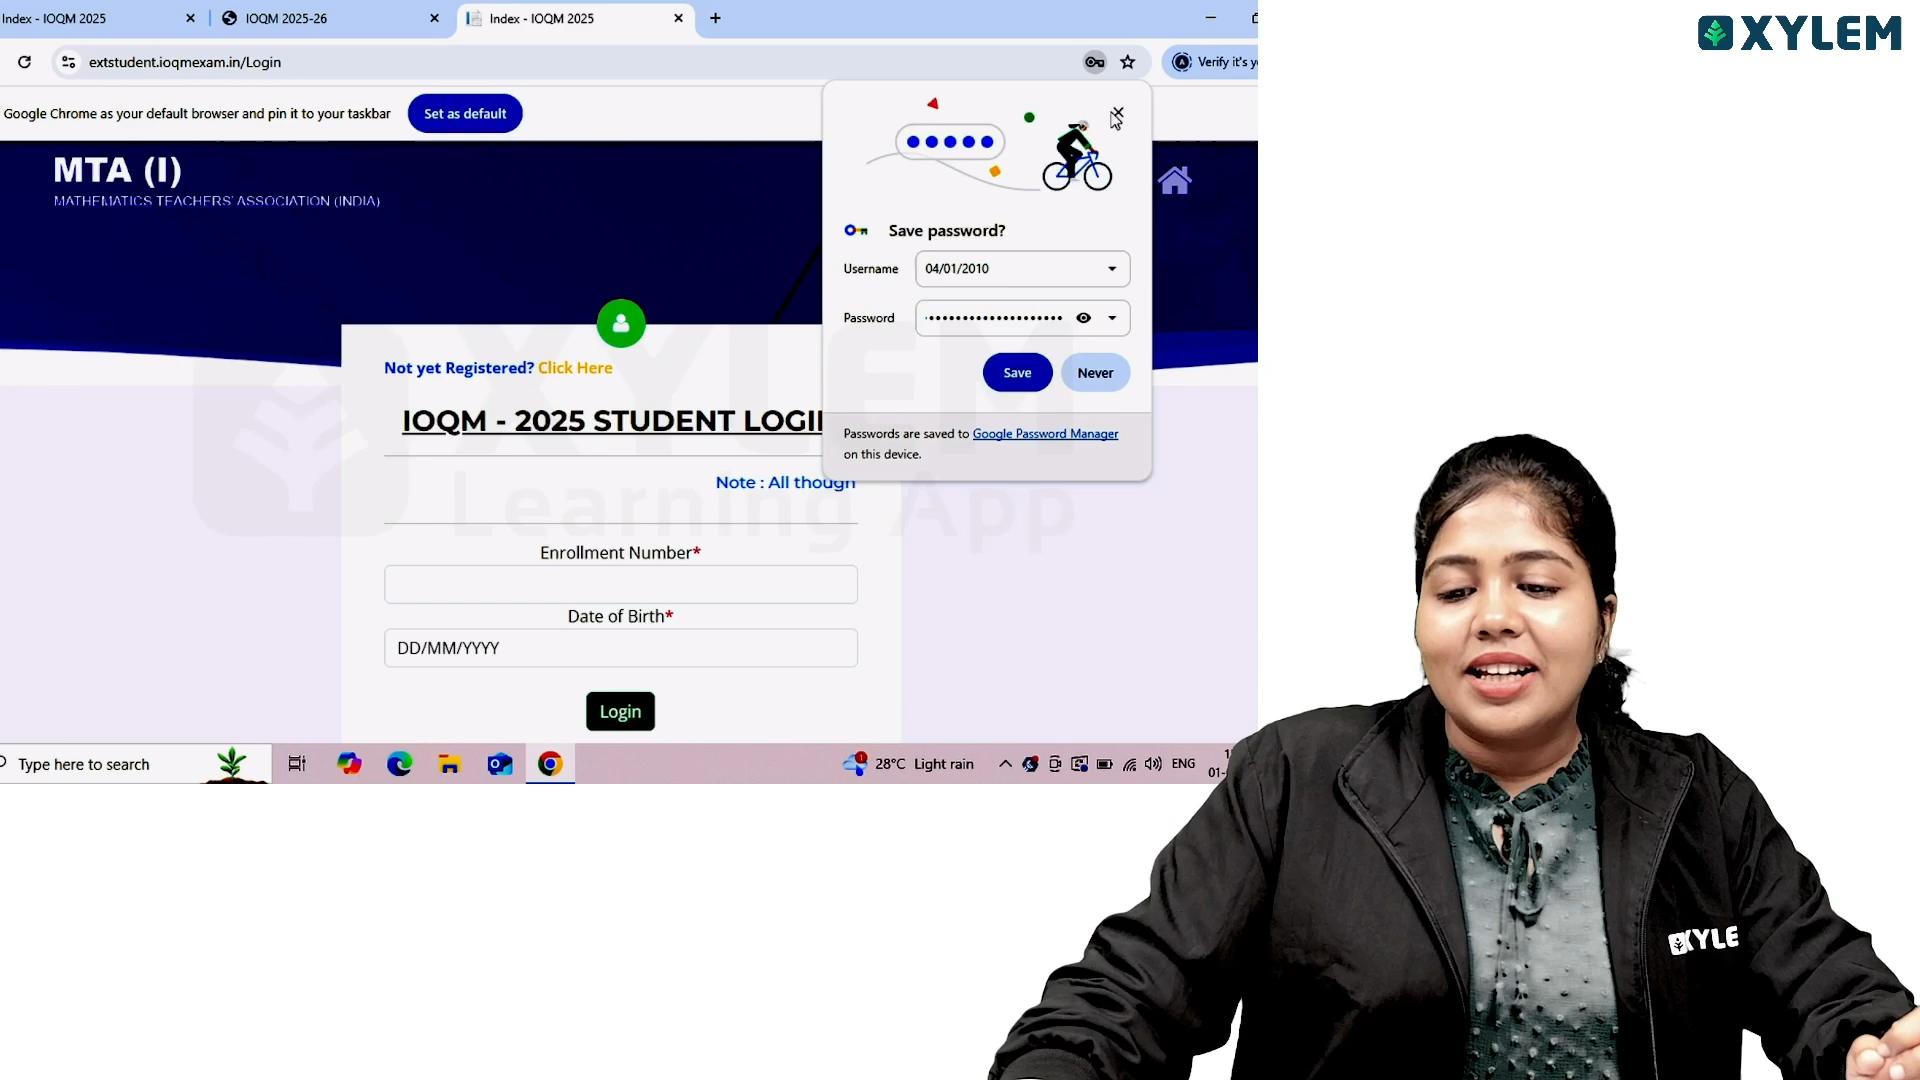 Index - IOQM 2025
IOQM 2025-26
Index - IOQM 2025
XYLEM
extstudent.ioqmexam.in/Login
Verify it's y
Google Chrome as your default browser and pin it to your taskbar
Set as default
MTA (I)
MATHEMATICS TEACHERS' ASSOCIATION (INDIA)
Save password?
Username
04/01/2010
Password
Save
Never
Passwords are saved to Google Password Manager
on this device.
Not yet Registered? Click Here
IOQM - 2025 STUDENT LOGI
Note : All though
XYLEM
Learning App
Enrollment Number*
Date of Birth*
DD/MM/YYYY
Login
Type here to search
28°C Light rain
ENG
01-
XYLE